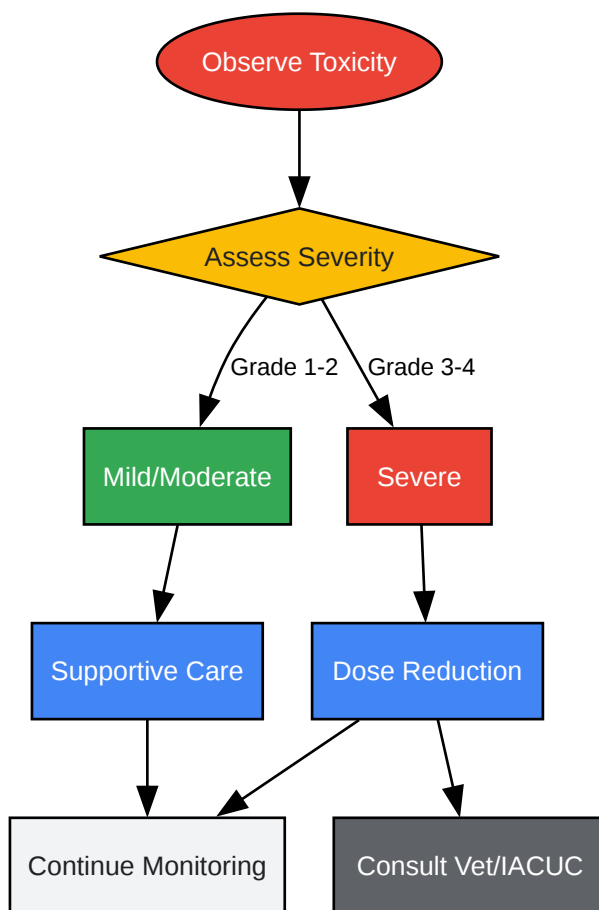 Observe Toxicity
Assess Severity
Grade 1-2
Grade 3-4
Mild/Moderate
Severe
Supportive Care
Dose Reduction
Continue Monitoring
Consult Vet/IACUC